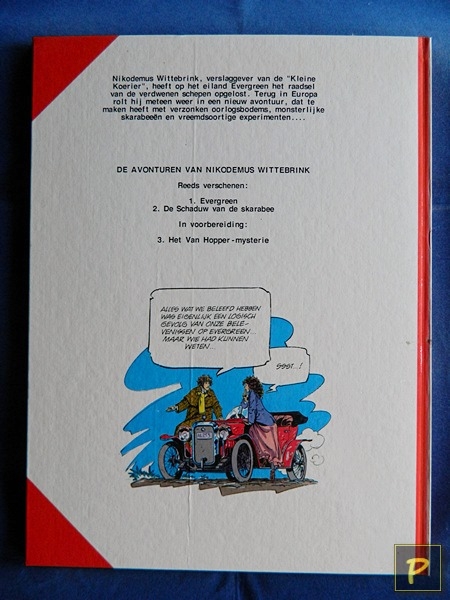 Nikodemus Wittebrink, verslaggever van de "Kleine
Koerier", heeft op het eiland Evergreen het raadsel
van de verdwenen schepen opgelost. Terug in Europa
rolt hij meteen weer in een nieuw avontuur, dat te
maken heeft met verzonken oorlogsbodems, monsterlijke
skarabeeën en vreemdsoortige experimenten....
DE AVONTUREN VAN NIKODEMUS WITTEBRINK
Reeds verschenen:
1. Evergreen
2. De Schaduw van de skarabee
In voorbereiding:
3. Het Van Hopper-mysterie
ALLES WAT WE BELEEFD HEBBEN
WAS EIGENLIJK EEN LOGISCH
GEVOLG VAN ONZE BELE-
VENISSEN OP EVERGREEN...
MAAR WIE HAD KUNNEN
WETEN...
SSST...!
P